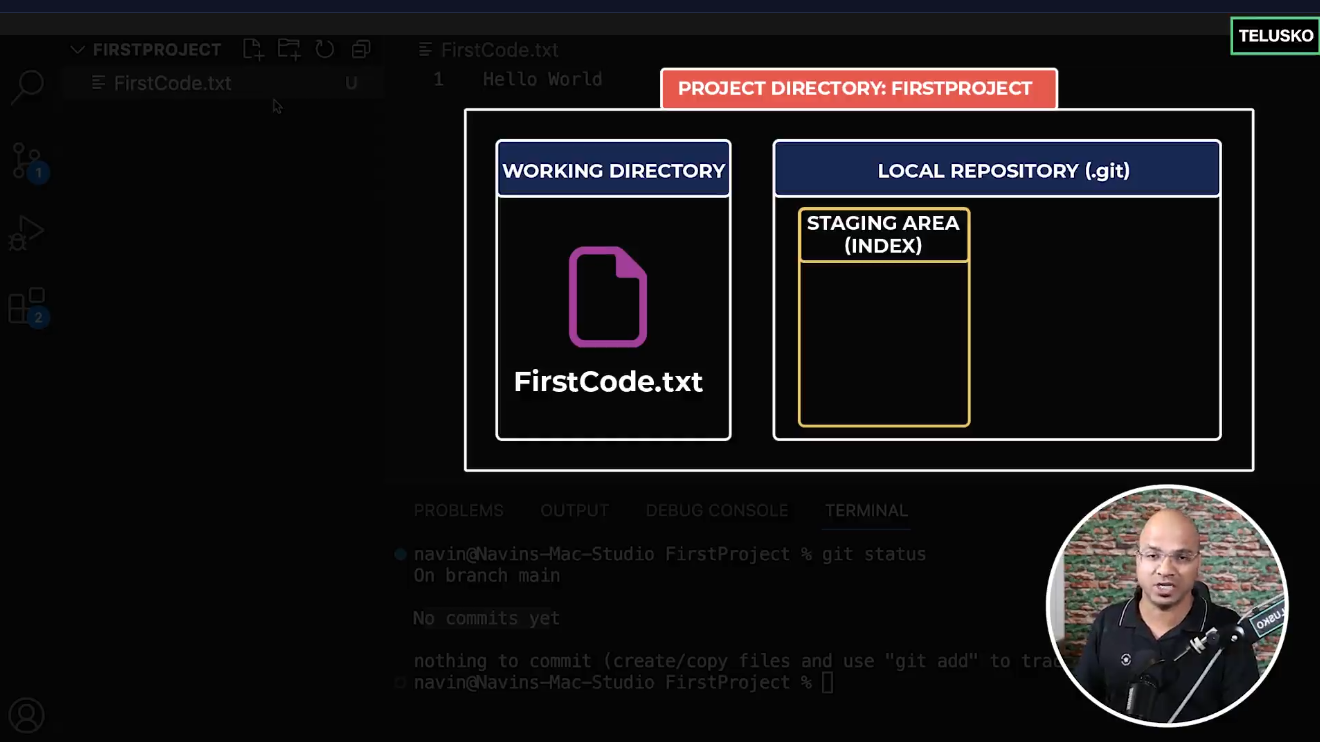 TELUSKO
FIRSTPROJECT
FirstCode.txt
U
1
2
FirstCode.txt
1 Hello World
PROJECT DIRECTORY: FIRSTPROJECT
WORKING DIRECTORY
FirstCode.txt
LOCAL REPOSITORY (.git)
STAGING AREA
(INDEX)
PROBLEMS OUTPUT DEBUG CONSOLE TERMINAL
navin@Navins-Mac-Studio FirstProject % git status
On branch main
No commits yet
nothing to commit (create/copy files and use "git add" to tra
navin@Navins-Mac-Studio FirstProject %